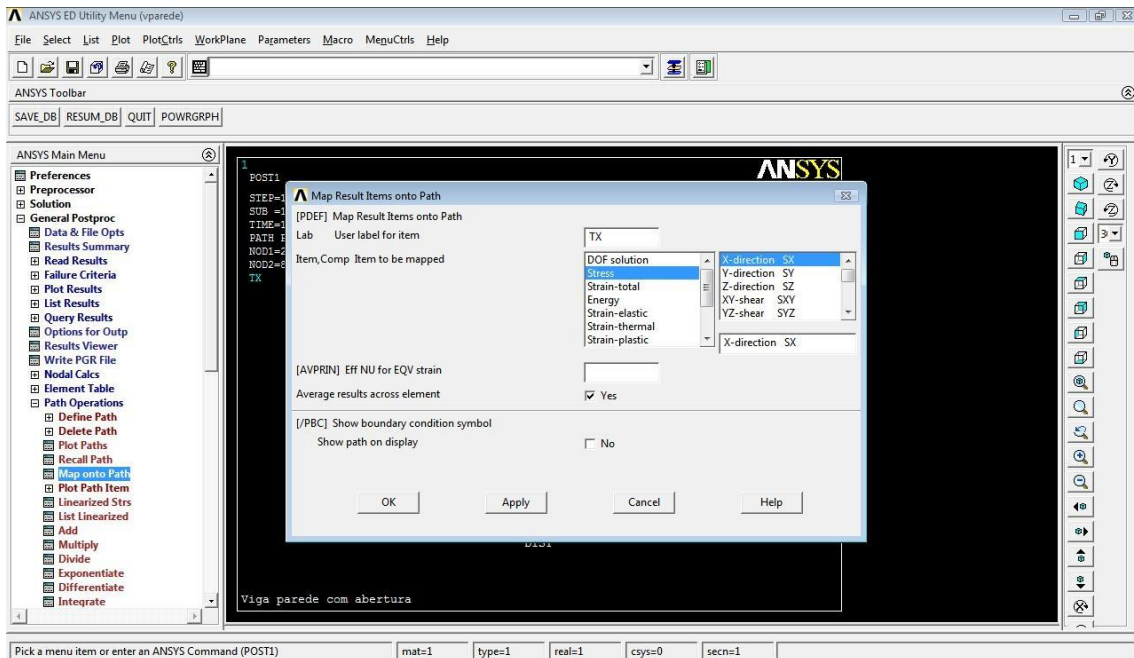 ANSYS ED Utility Menu (vparede)
File Select List Plot PlotCtrls WorkPlane Parameters Macro MenuCtrls Help
ANSYS Toolbar
SAVE_DB RESUM_DB QUIT POWRGRPH
ANSYS Main Menu
Preferences
Preprocessor
Solution
General Postproc
Data & File Opts
Results Summary
Read Results
Failure Criteria
Plot Results
List Results
Query Results
Options for Outp
Results Viewer
Write PGR File
Nodal Calcs
Element Table
Path Operations
Define Path
Delete Path
Plot Paths
Recall Path
Map onto Path
Plot Path Item
Linearized Strs
List Linearized
Add
Multiply
Divide
Exponentiate
Differentiate
Integrate
1
ANSYS
POST1
STEP=1
SUB =1
TIME=1
PATH
NOD1=2
NOD2=8
TX
Map Result Items onto Path
[PDEF] Map Result Items onto Path
Lab User label for item TX
Item,Comp Item to be mapped
DOF solution
Stress
Strain-total
Energy
Strain-elastic
Strain-thermal
Strain-plastic
X-direction SX
Y-direction SY
Z-direction SZ
XY-shear SXY
YZ-shear SYZ
X-direction SX
[AVPRIN] Eff NU for EQV strain
Average results across element Yes
[/PBC] Show boundary condition symbol
Show path on display No
OK Apply Cancel Help
DIST
Viga parede com abertura
1
3
Pick a menu item or enter an ANSYS Command (POST1) mat=1 type=1 real=1 csys=0 secn=1